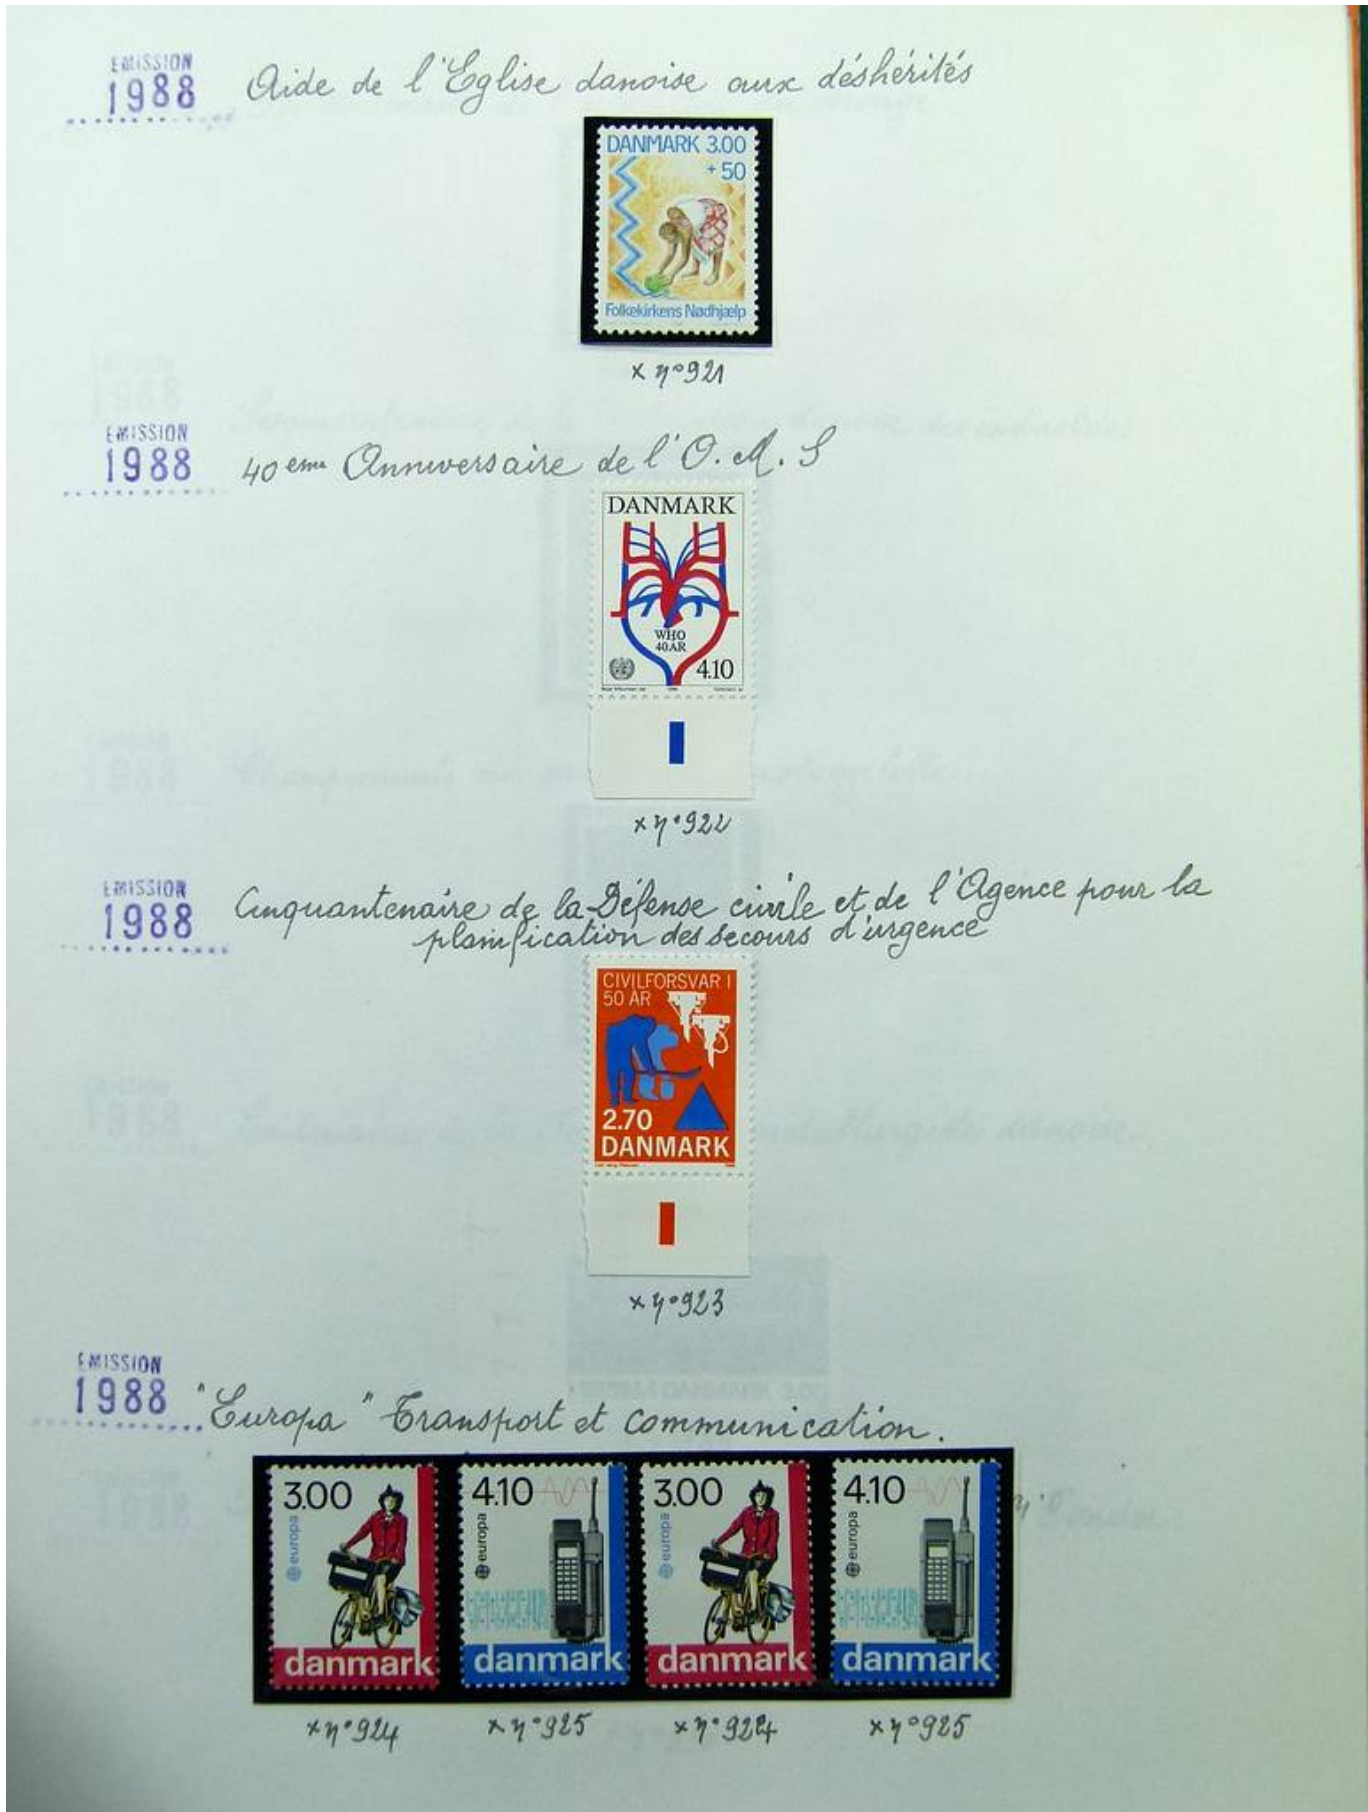 EMISSION
1988
Aide de l'Eglise danoise aux déshérités
DANMARK 3.00
+50
Folkekirkens Nødhjælp
x n°921
EMISSION
1988
40eme Anniversaire de l'O.M.S
DANMARK
WHO
40 ÅR
4.10
x n°922
EMISSION
1988
Cinquantenaire de la Défense civile et de l'Agence pour la
planification des secours d'urgence
CIVILFORSVAR I
50 ÅR
2.70
DANMARK
x n°923
EMISSION
1988
"Europa" Transport et communication.
3.00
europa
danmark
4.10
europa
danmark
3.00
europa
danmark
4.10
europa
danmark
x n°924
x n°925
x n°924
x n°925